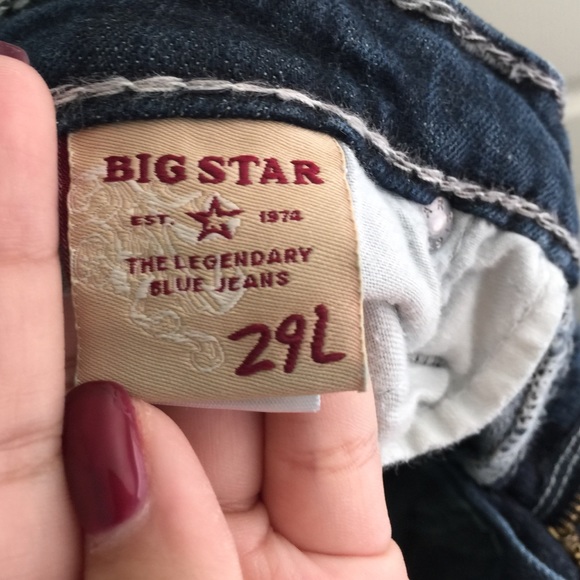 BIG STAR
EST. 1974
THE LEGENDARY
BLUE JEANS
29L